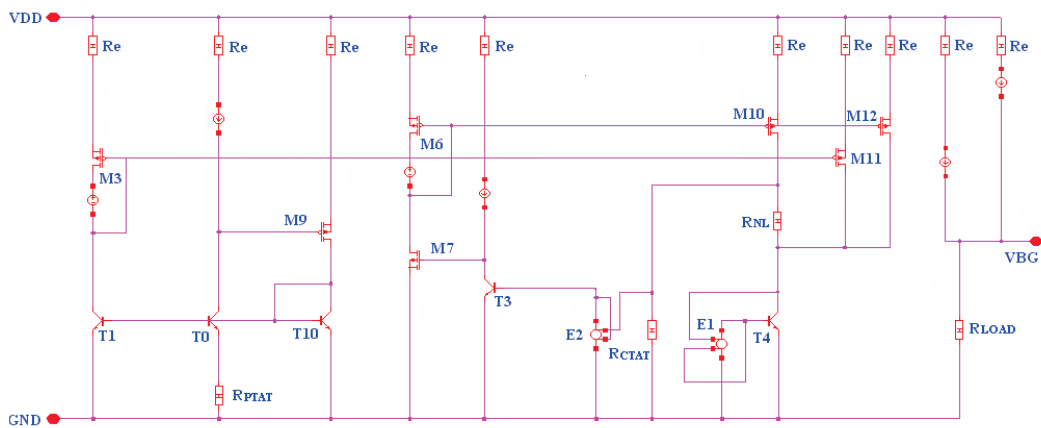 VDD
Re Re Re Re Re Re Re Re Re Re
M10 M12
M6
M3 M11
M9 RNL
M7 VBG
T3
T1 T0 T10 E2 RCTAT E1 T4 RLOAD
RPTAT
GND